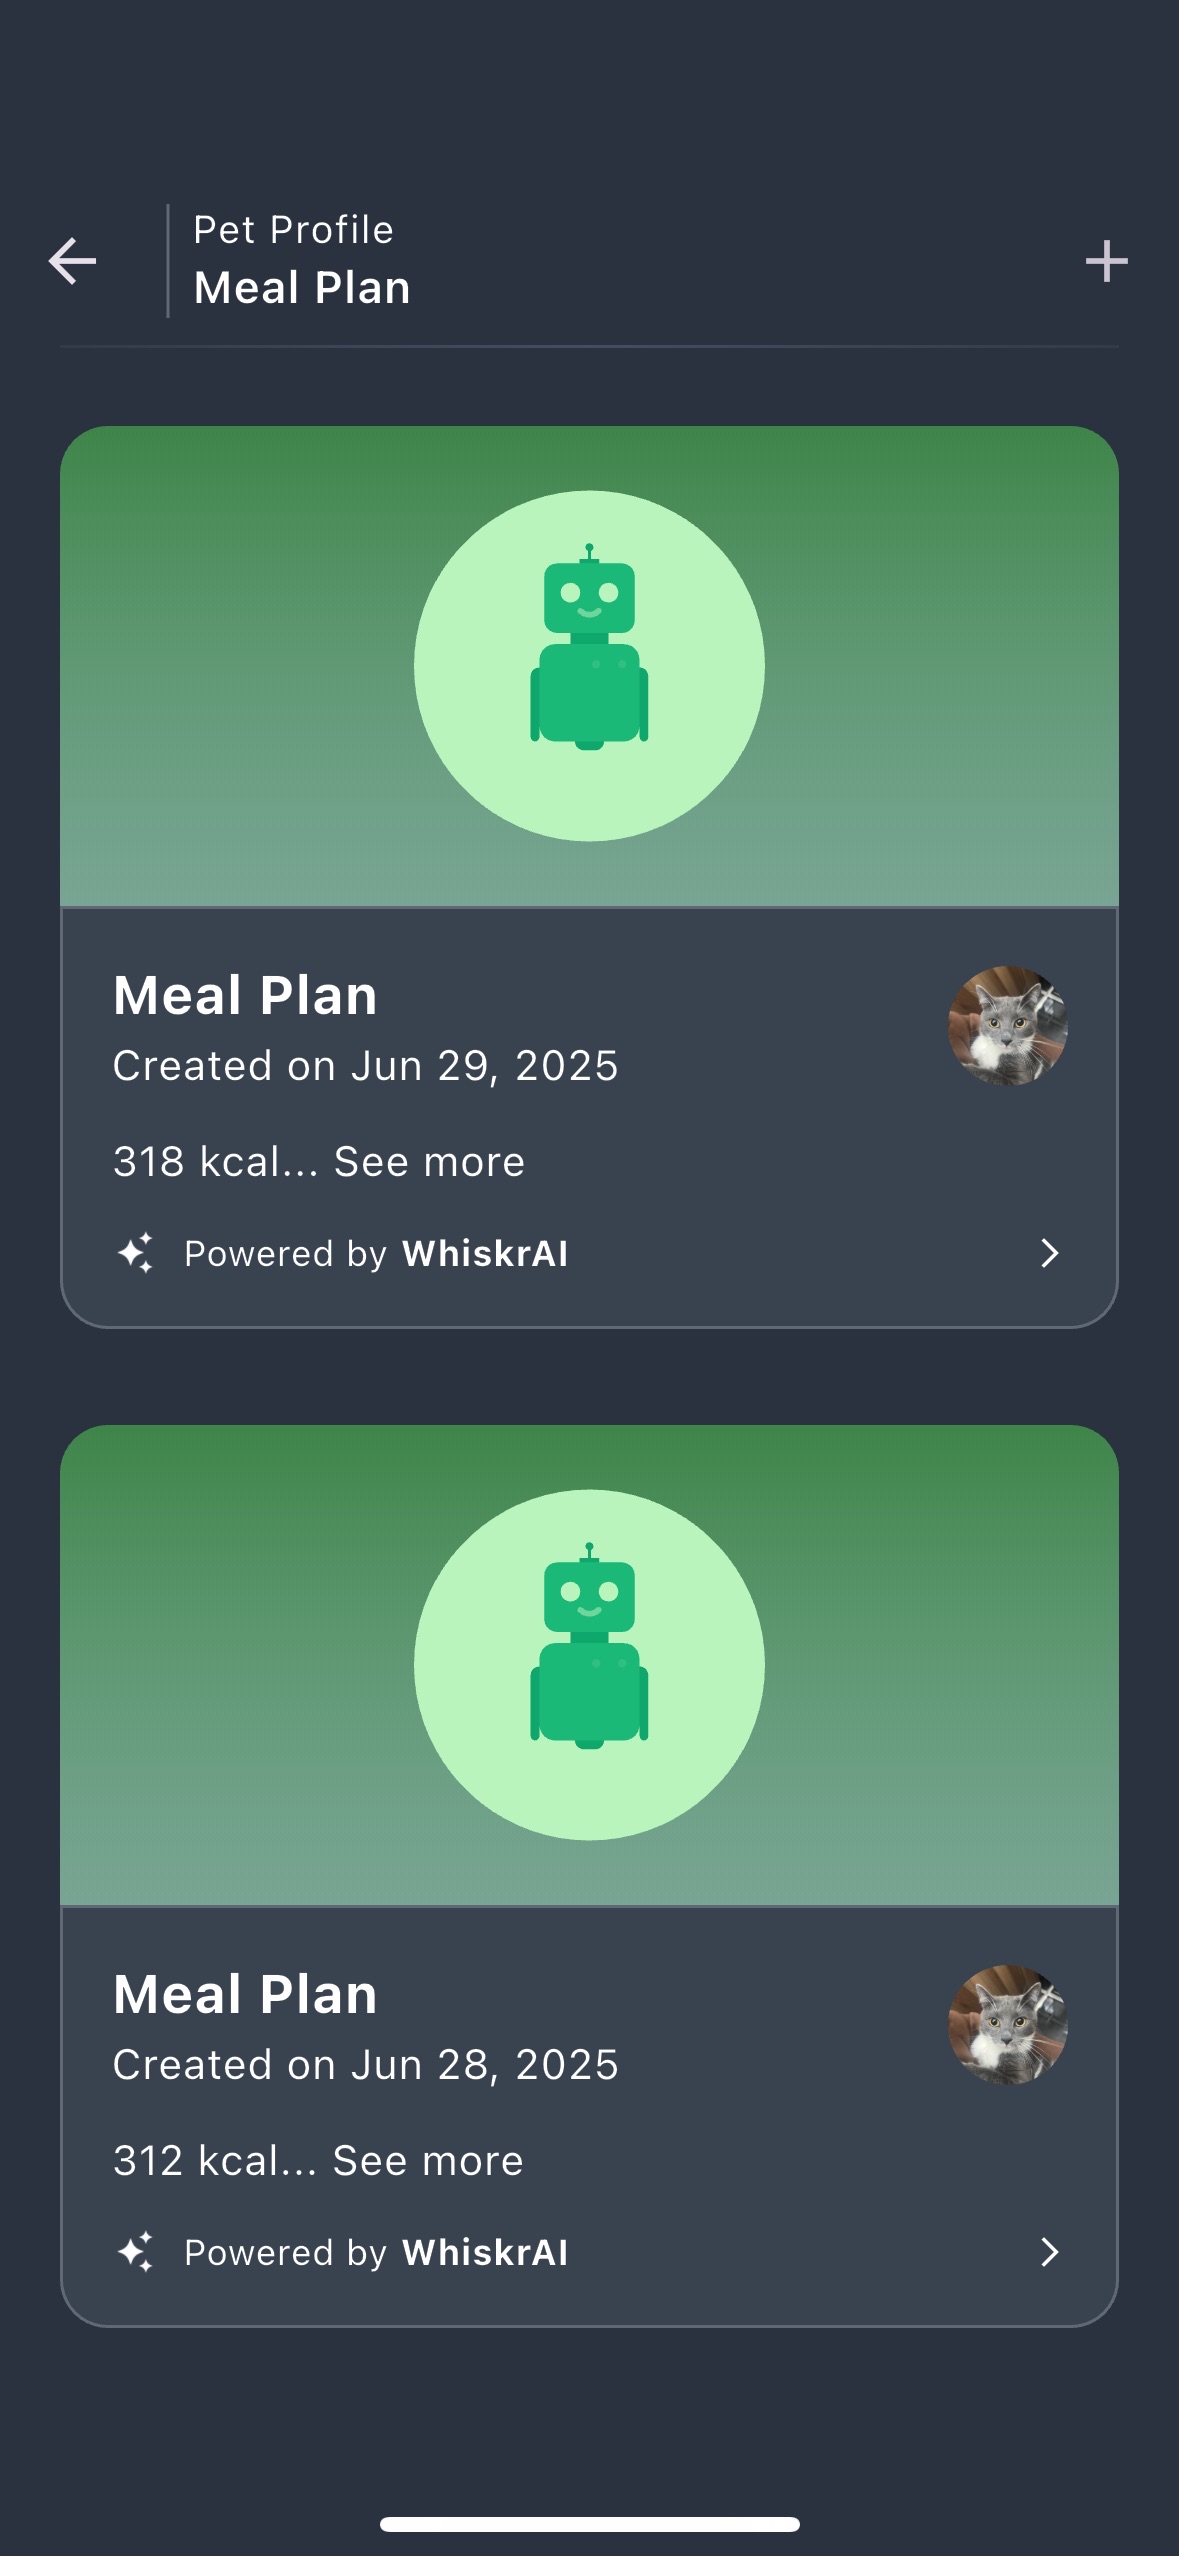 Pet Profile
Meal Plan
Meal Plan
Created on Jun 29, 2025
318 kcal... See more
Powered by WhiskrAI
Meal Plan
Created on Jun 28, 2025
312 kcal... See more
Powered by WhiskrAI